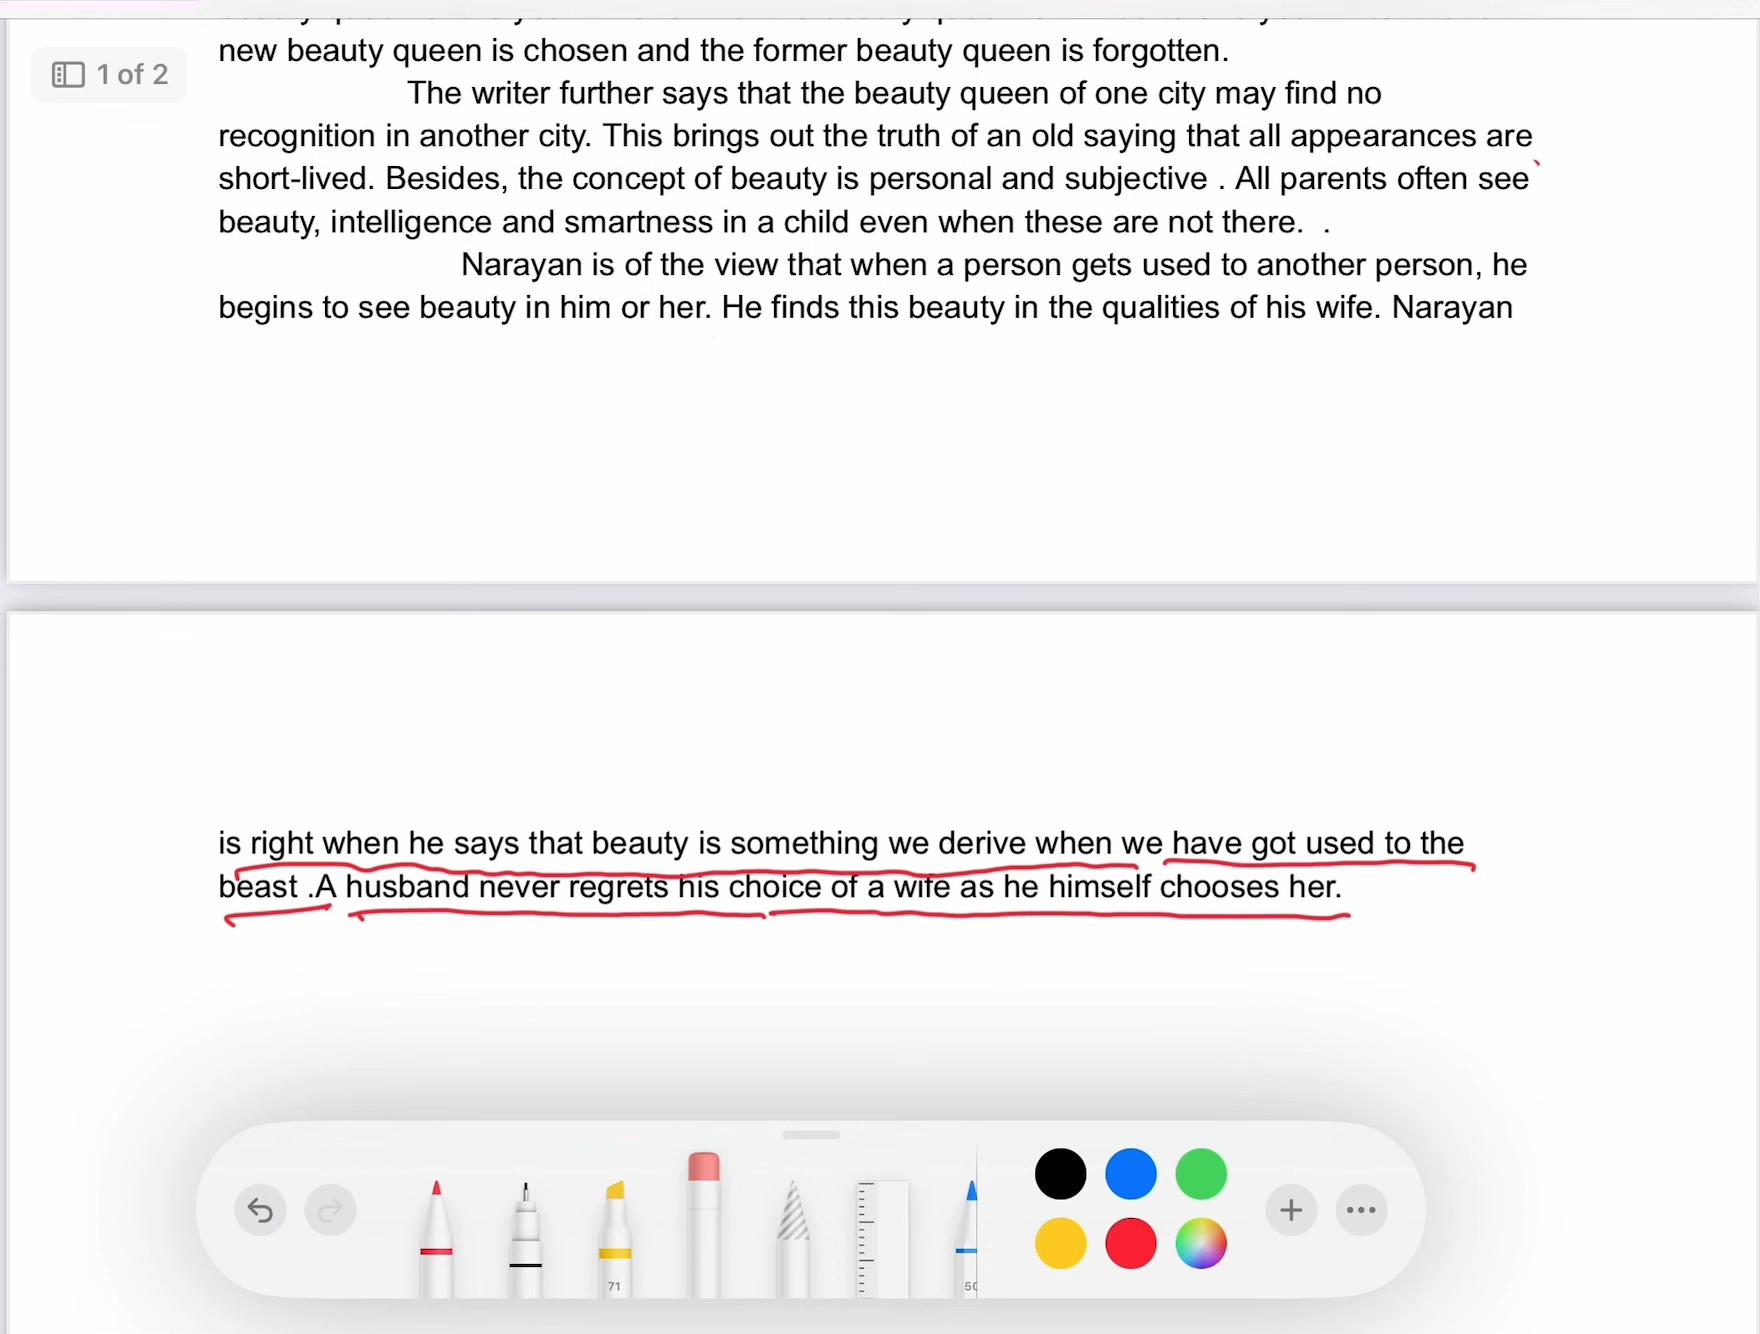 1 of 2
new beauty queen is chosen and the former beauty queen is forgotten.
The writer further says that the beauty queen of one city may find no
recognition in another city. This brings out the truth of an old saying that all appearances are
short-lived. Besides, the concept of beauty is personal and subjective . All parents often see
beauty, intelligence and smartness in a child even when these are not there.  .
Narayan is of the view that when a person gets used to another person, he
begins to see beauty in him or her. He finds this beauty in the qualities of his wife. Narayan
is right when he says that beauty is something we derive when we have got used to the
beast .A husband never regrets his choice of a wife as he himself chooses her.
71